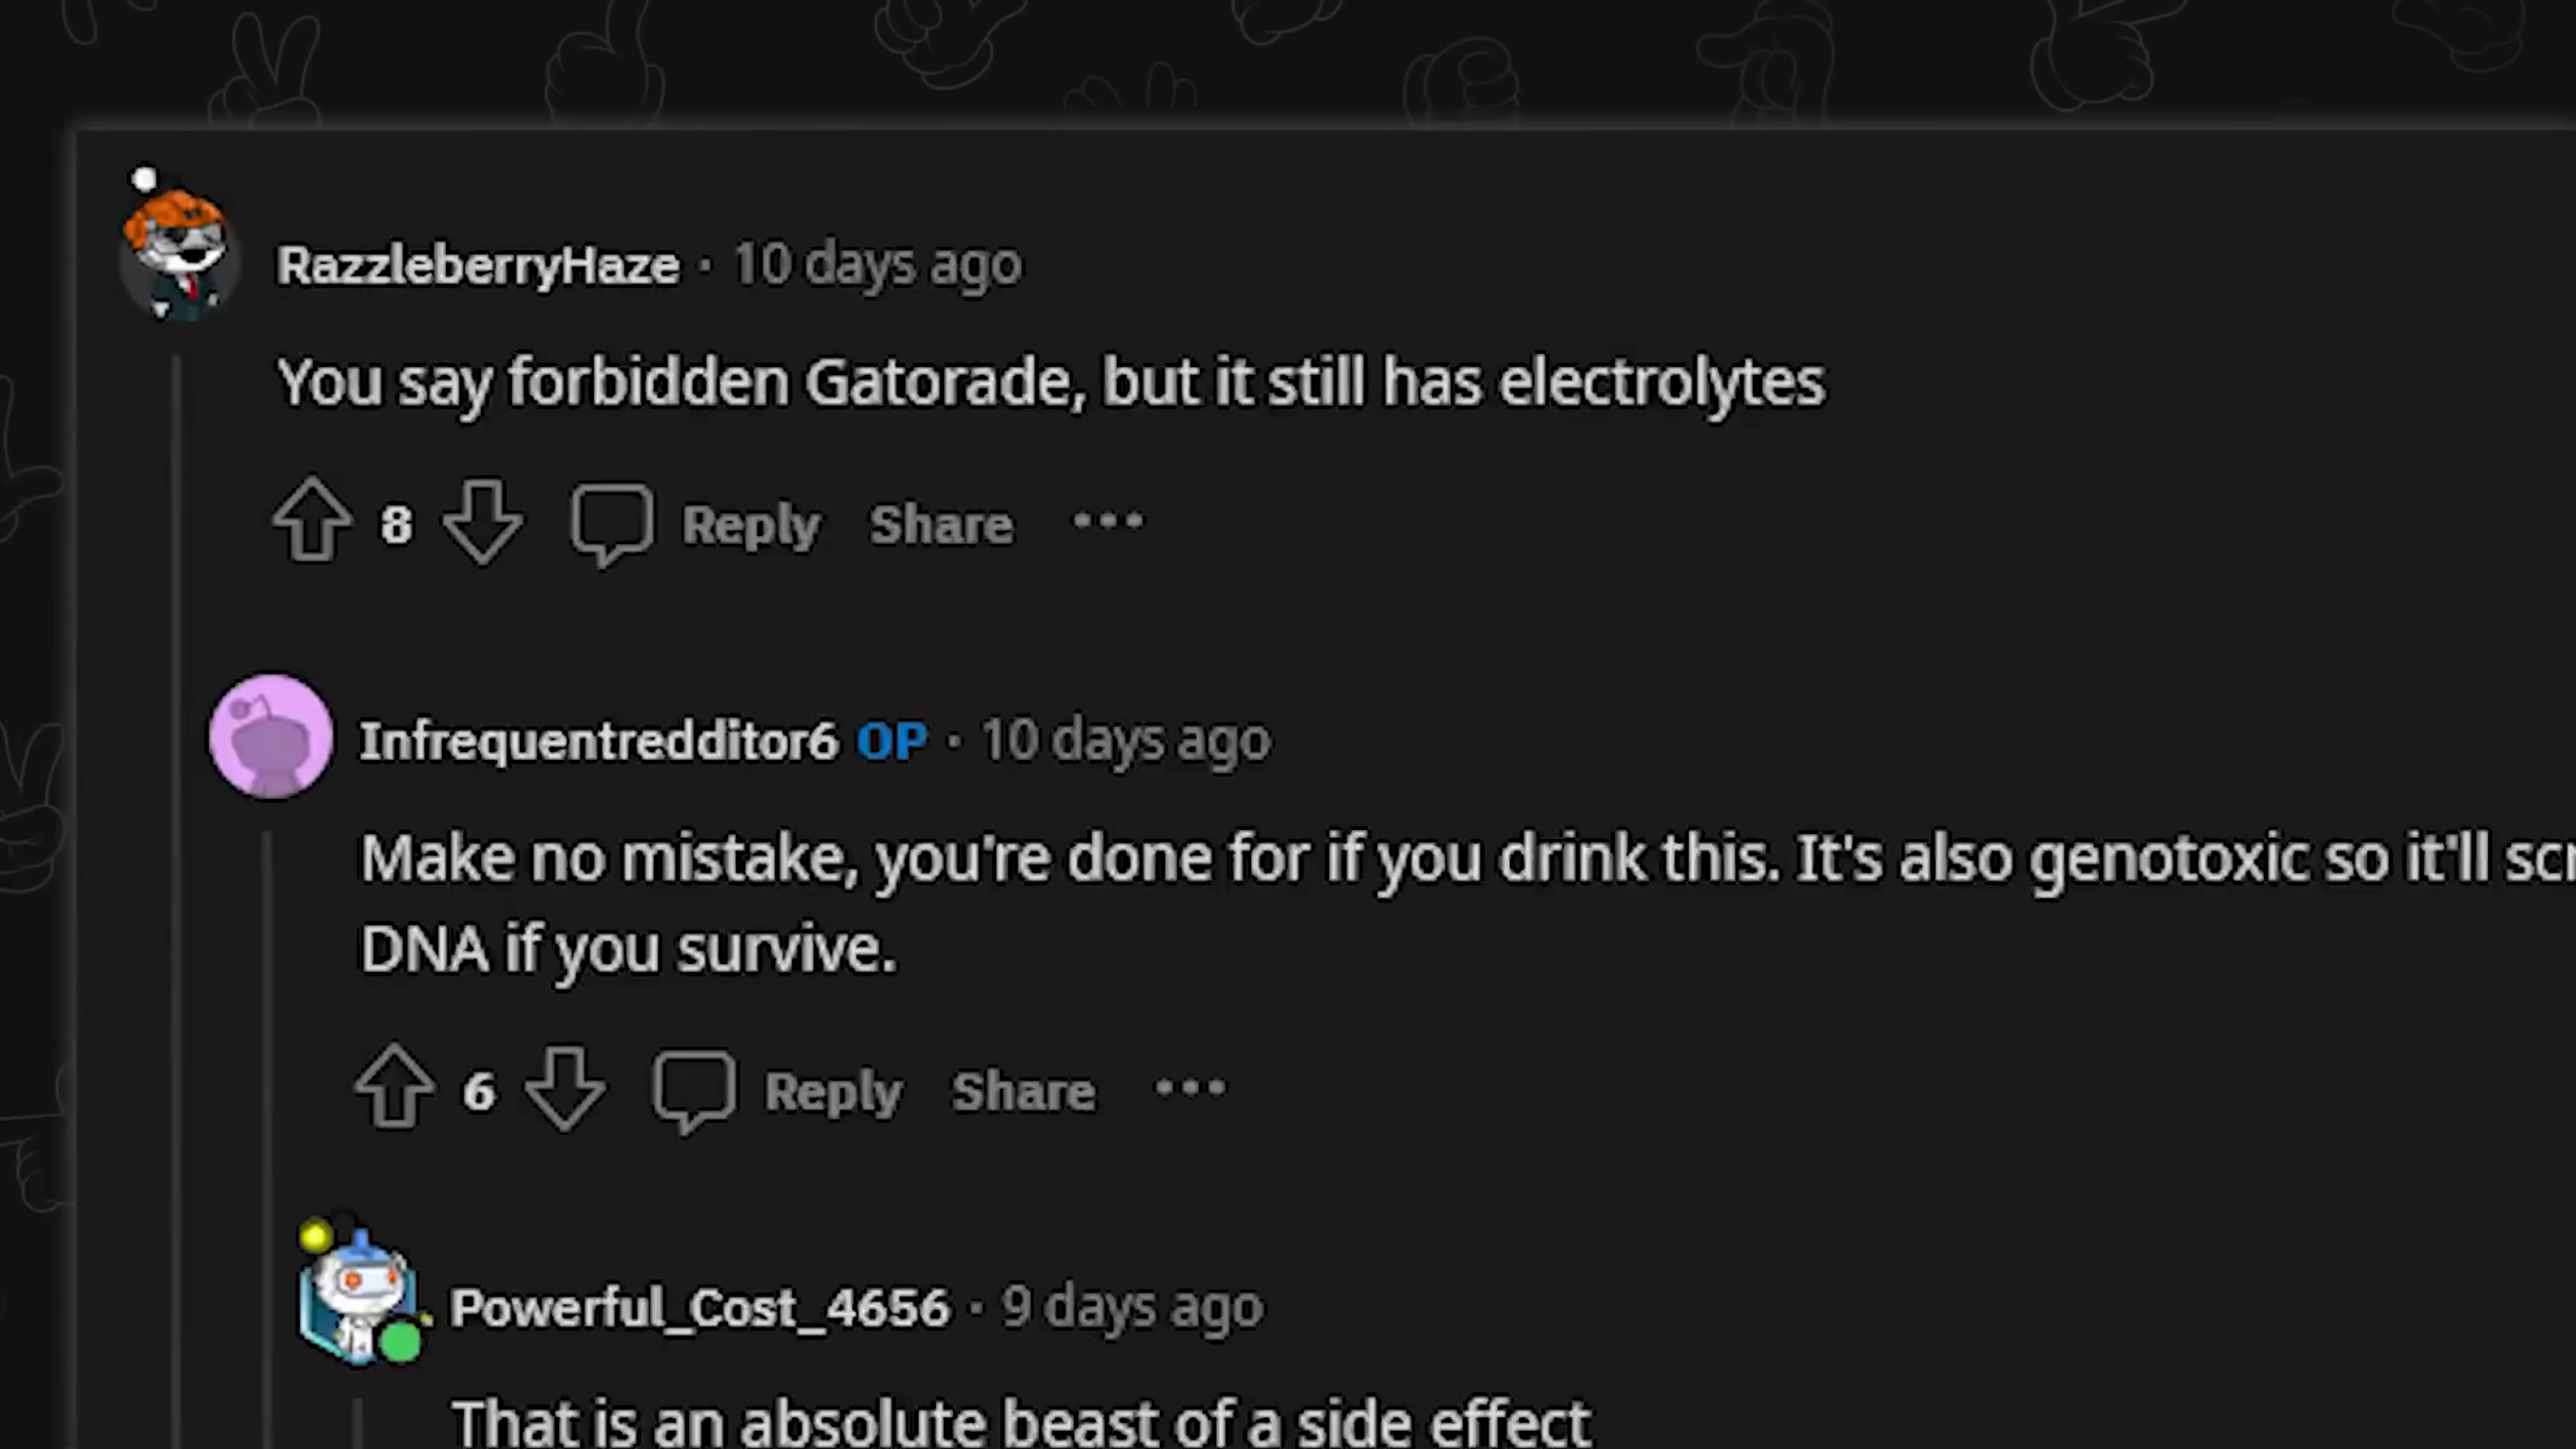 RazzleberryHaze · 10 days ago
You say forbidden Gatorade, but it still has electrolytes
8 Reply Share ···
Infrequentredditor6 OP · 10 days ago
Make no mistake, you're done for if you drink this. It's also genotoxic so it'll
DNA if you survive.
6 Reply Share ···
Powerful_Cost_4656 · 9 days ago
That is an absolute beast of a side effect